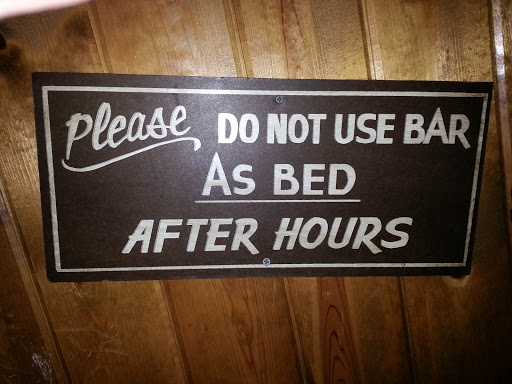 Please DO NOT USE BAR
AS BED
AFTER HOURS